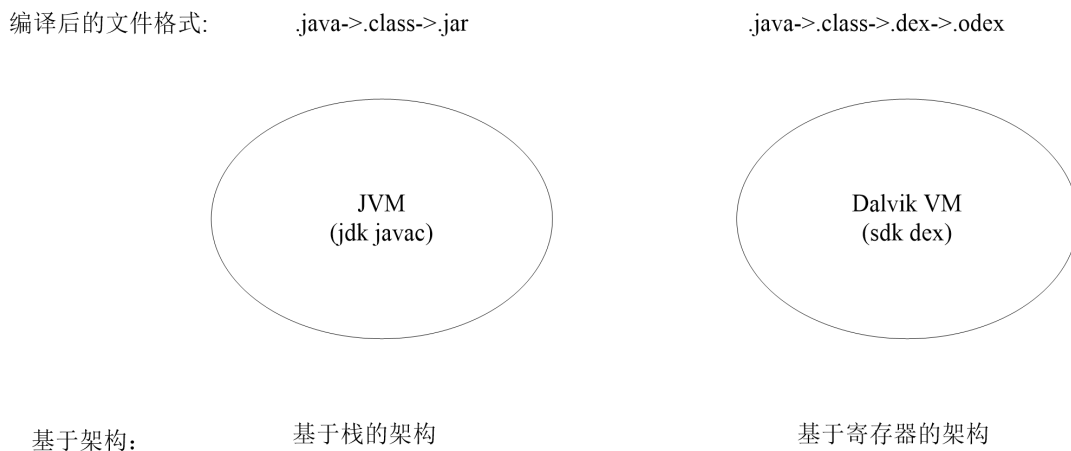 编译后的文件格式: .java->.class->.jar .java->.class->.dex->.odex
JVM
(jdk javac)
Dalvik VM
(sdk dex)
基于架构： 基于栈的架构 基于寄存器的架构